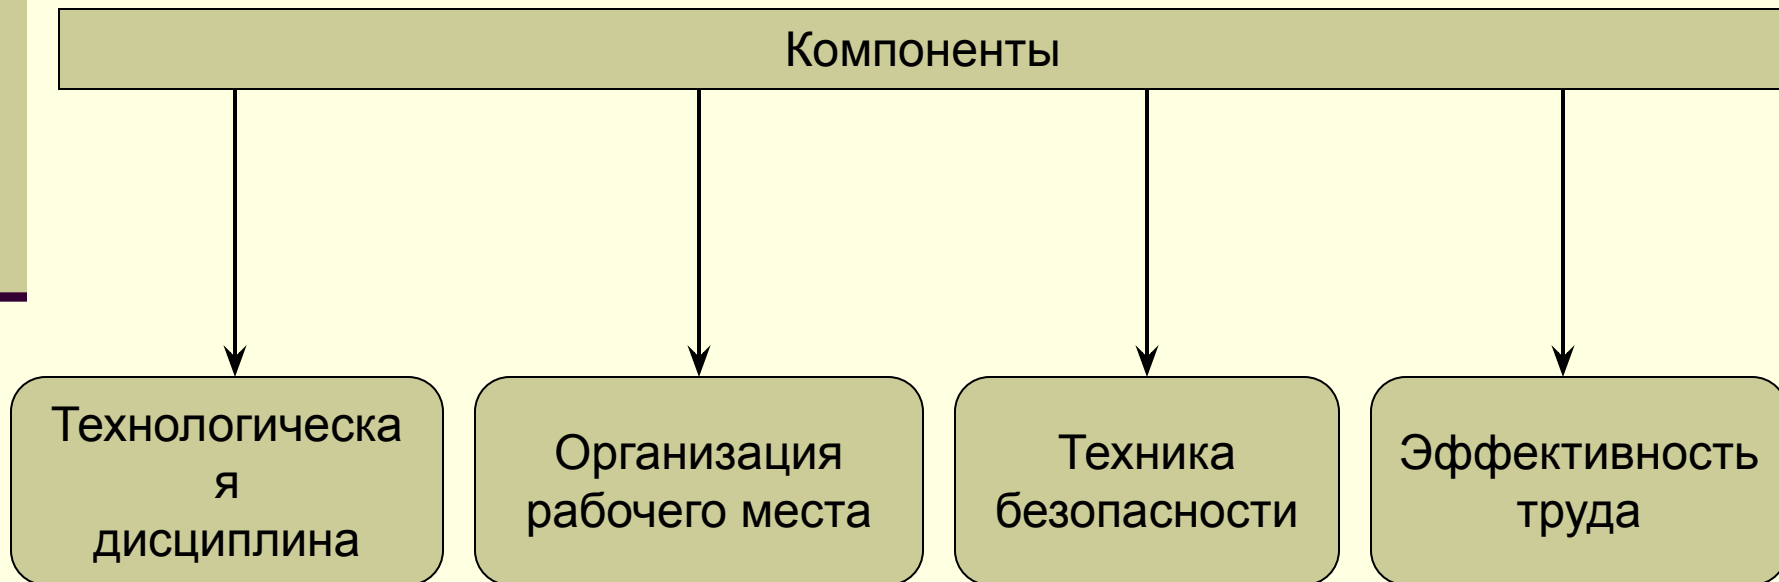 Компоненты
Технологическа
я
дисциплина
Организация
рабочего места
Техника
безопасности
Эффективность
труда